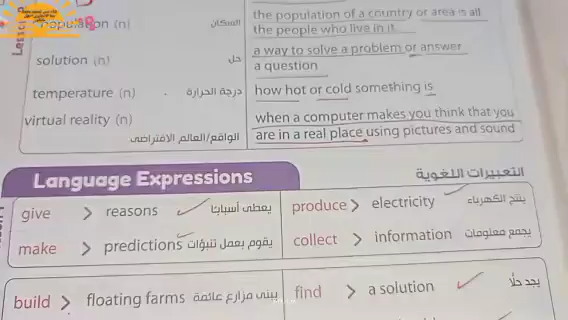 population (n) السكان the population of a country or area is all the people who live in it
solution (n) حل a way to solve a problem or answer a question
temperature (n) درجة الحرارة how hot or cold something is
virtual reality (n) الواقع/العالم الافتراضى when a computer makes you think that you are in a real place using pictures and sound
Language Expressions التعبيرات اللغوية
give > reasons يعطى أسبابًا produce > electricity ينتج الكهرباء
make > predictions يقوم بعمل تنبؤات collect > information يجمع معلومات
build > floating farms يبنى مزارع عائمة find > a solution يجد حلًا